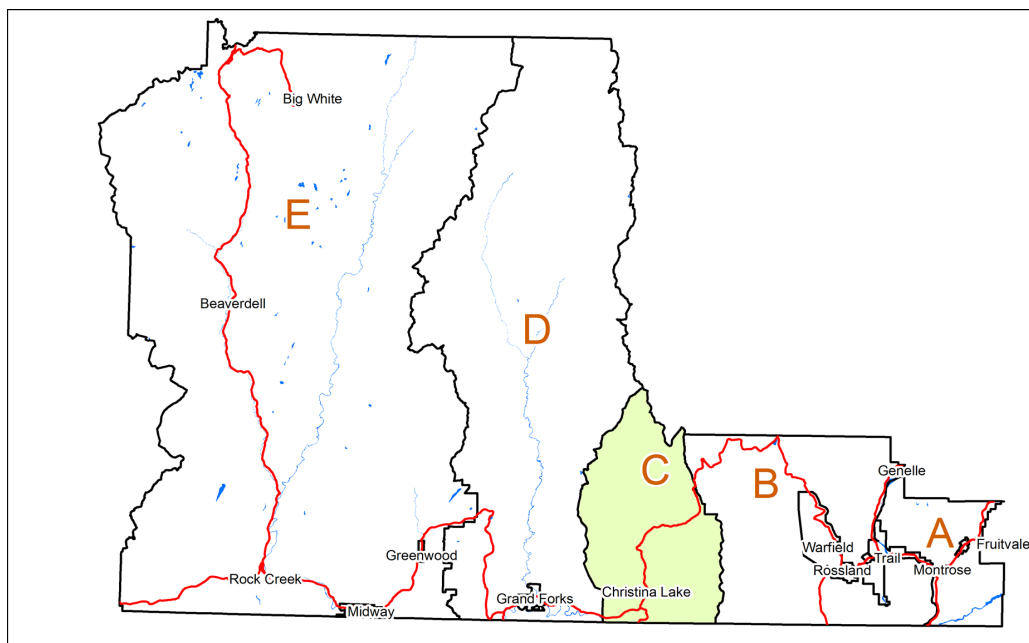 Big White
E
Beaverdell
D
C
B
Genelle
A
Fruitvale
Warfield
Trail
Rossland
Montrose
Greenwood
Rock Creek
Christina Lake
Grand Forks
Midway